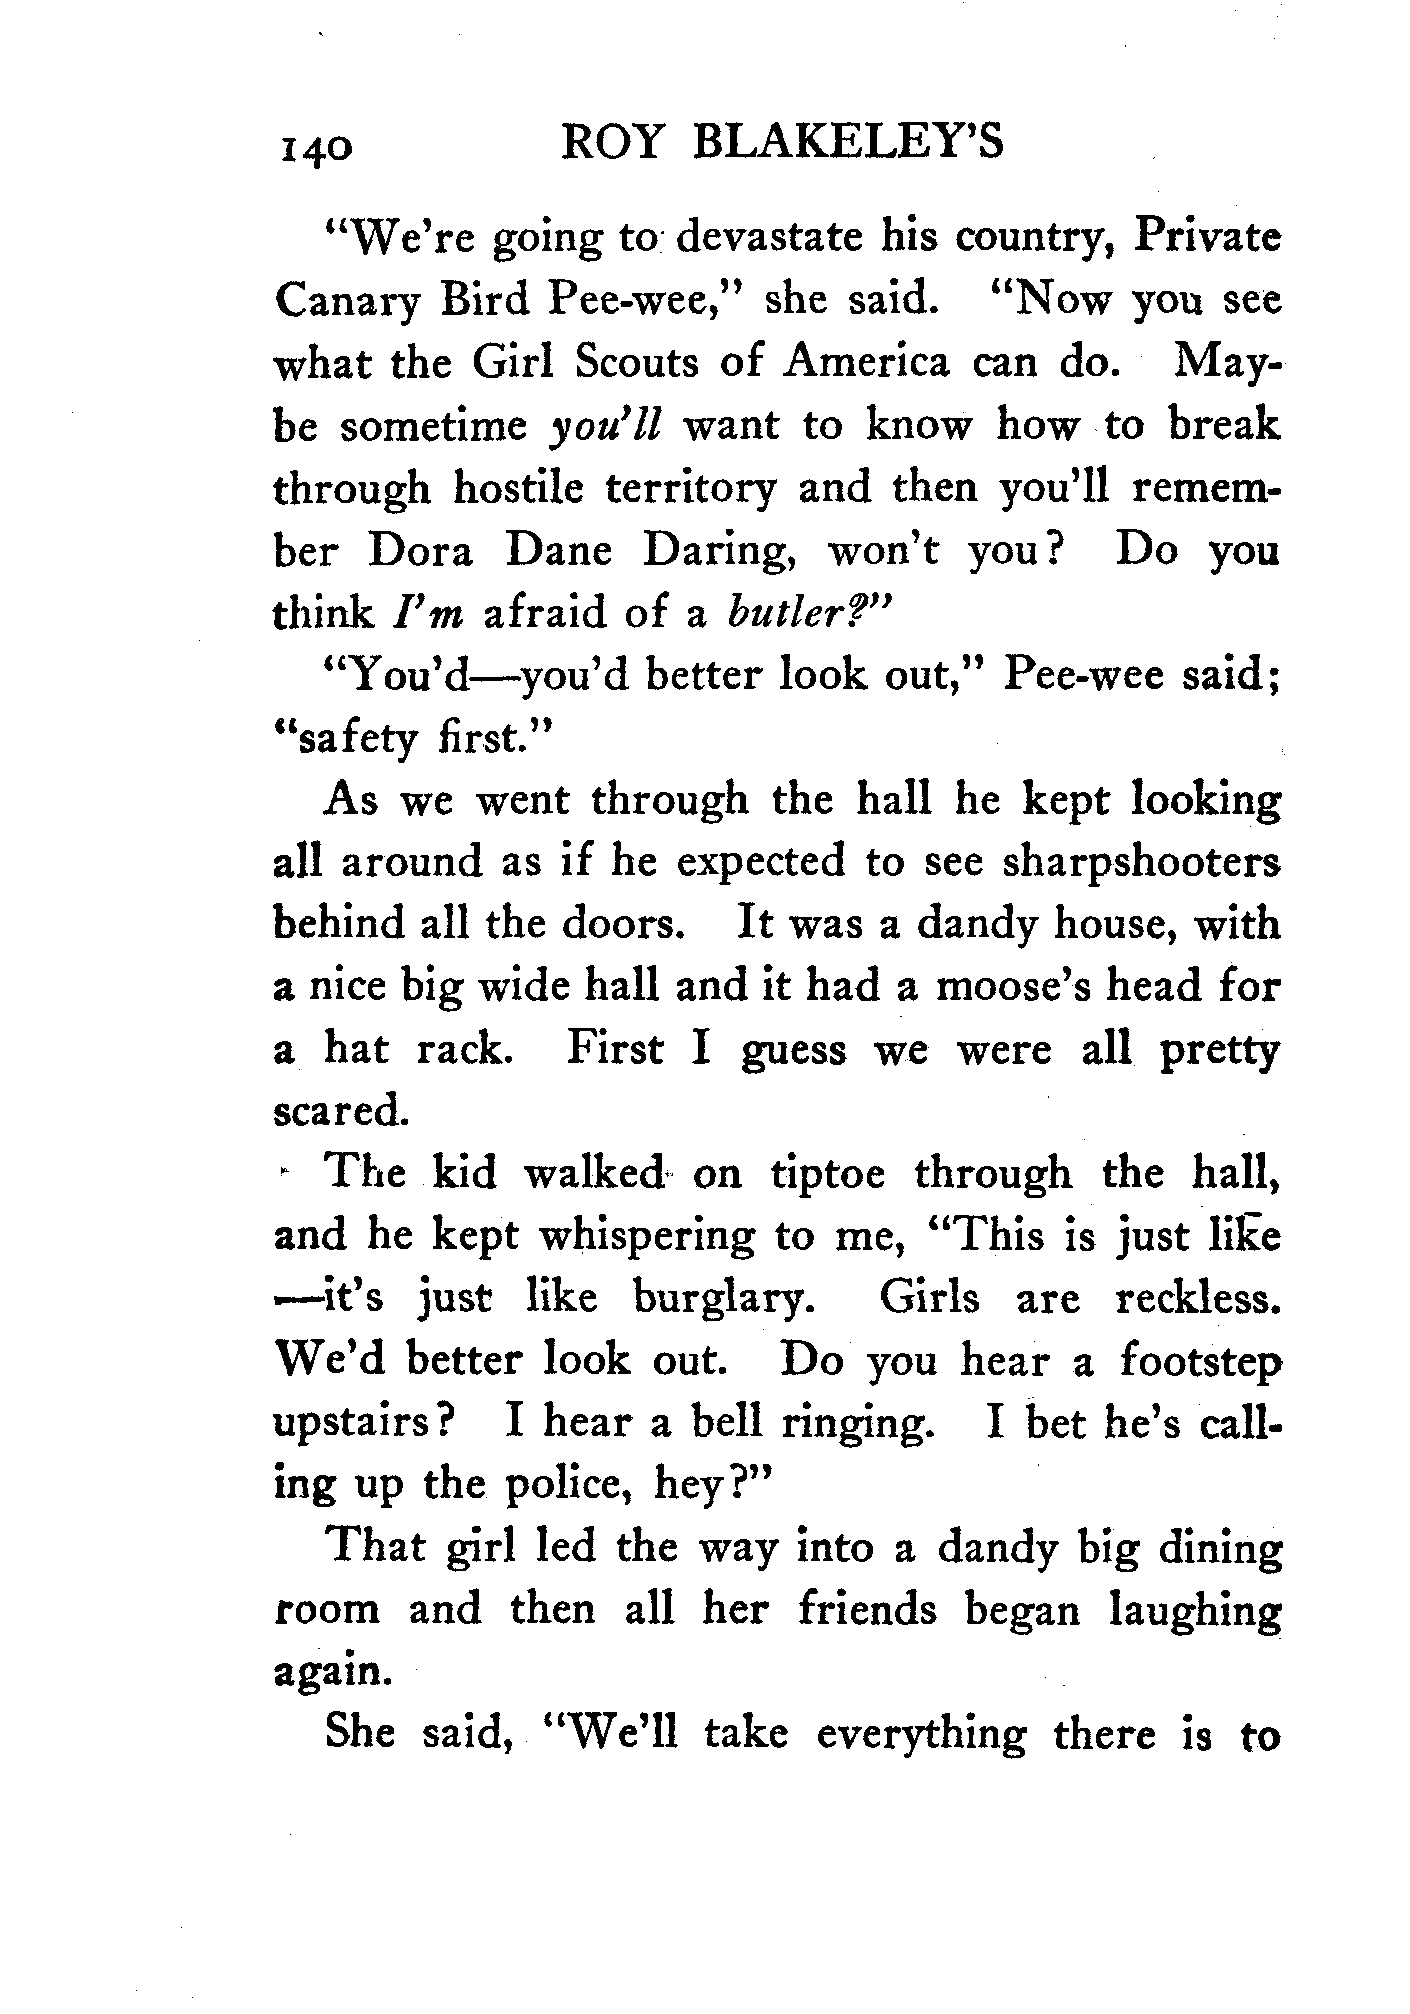 140 ROY BLAKELEY'S
"We're going to devastate his country, Private
Canary Bird Pee-wee," she said. "Now you see
what the Girl Scouts of America can do. May-
be sometime you'll want to know how to break
through hostile territory and then you'll remem-
ber Dora Dane Daring, won't you? Do you
think I'm afraid of a butler?"
"You'd—you'd better look out," Pee-wee said;
"safety first."
As we went through the hall he kept looking
all around as if he expected to see sharpshooters
behind all the doors. It was a dandy house, with
a nice big wide hall and it had a moose's head for
a hat rack. First I guess we were all pretty
scared.
The kid walked on tiptoe through the hall,
and he kept whispering to me, "This is just like
—it's just like burglary. Girls are reckless.
We'd better look out. Do you hear a footstep
upstairs? I hear a bell ringing. I bet he's call-
ing up the police, hey?"
That girl led the way into a dandy big dining
room and then all her friends began laughing
again.
She said, "We'll take everything there is to